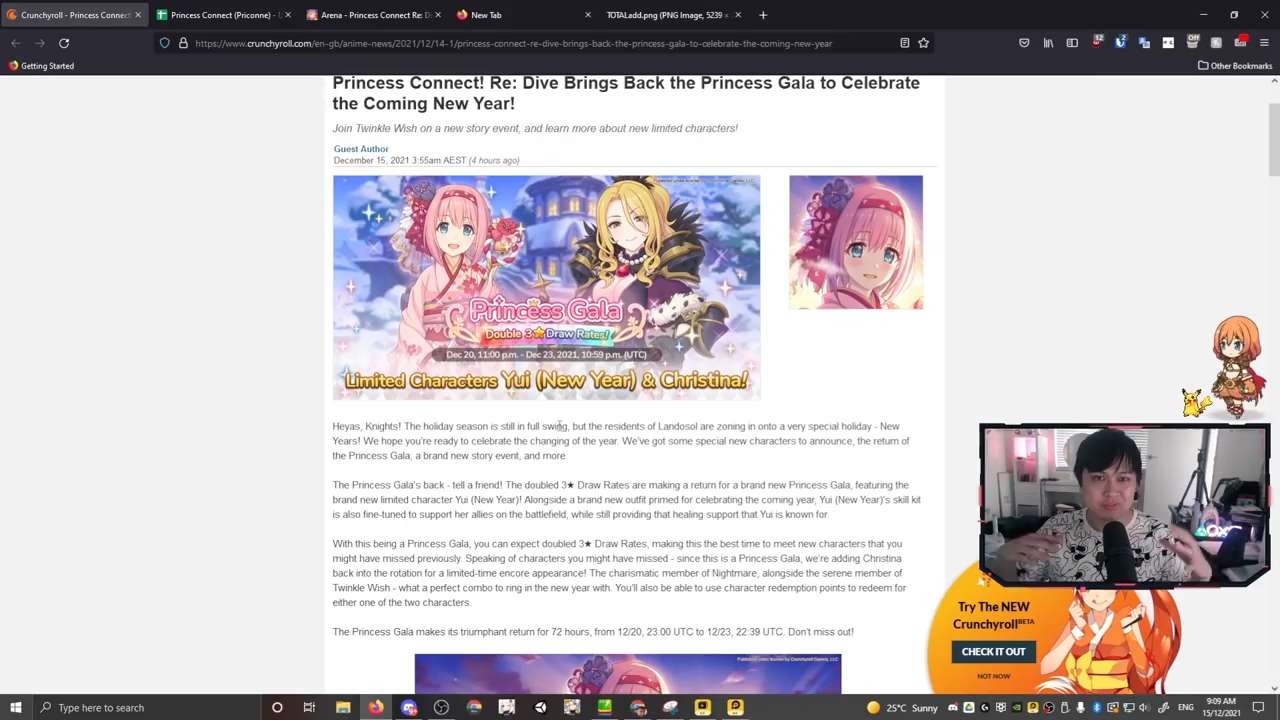 Crunchyroll - Princess Connect!
Princess Connect (Priconne) -
Arena - Princess Connect Re: D
New Tab
TOTALadd.png (PNG Image, 5239 ×
https://www.crunchyroll.com/en-gb/anime-news/2021/12/14-1/princess-connect-re-dive-brings-back-the-princess-gala-to-celebrate-the-coming-new-year
12
2
Off
Getting Started
Other Bookmarks
Princess Connect! Re: Dive Brings Back the Princess Gala to Celebrate
the Coming New Year!
Join Twinkle Wish on a new story event, and learn more about new limited characters!
Guest Author
December 15, 2021 3:55am AEST (4 hours ago)
Princess Gala
Double 3★ Draw Rates!
Dec 20, 11:00 p.m. - Dec 23, 2021, 10:59 p.m. (UTC)
Limited Characters Yui (New Year) & Christina!
Heyas, Knights! The holiday season is still in full swing, but the residents of Landosol are zoning in onto a very special holiday - New
Years! We hope you're ready to celebrate the changing of the year. We've got some special new characters to announce, the return of
the Princess Gala, a brand new story event, and more.
The Princess Gala's back - tell a friend! The doubled 3★ Draw Rates are making a return for a brand new Princess Gala, featuring the
brand new limited character Yui (New Year)! Alongside a brand new outfit primed for celebrating the coming year, Yui (New Year)'s skill kit
is also fine-tuned to support her allies on the battlefield, while still providing that healing support that Yui is known for.
With this being a Princess Gala, you can expect doubled 3★ Draw Rates, making this the best time to meet new characters that you
might have missed previously. Speaking of characters you might have missed - since this is a Princess Gala, we're adding Christina
back into the rotation for a limited-time encore appearance! The charismatic member of Nightmare, alongside the serene member of
Twinkle Wish - what a perfect combo to ring in the new year with. You'll also be able to use character redemption points to redeem for
either one of the two characters.
The Princess Gala makes its triumphant return for 72 hours, from 12/20, 23:00 UTC to 12/23, 22:39 UTC. Don't miss out!
Try The NEW
Crunchyroll BETA
CHECK IT OUT
NOT NOW
Type here to search
25°C Sunny
ENG
9:09 AM
15/12/2021